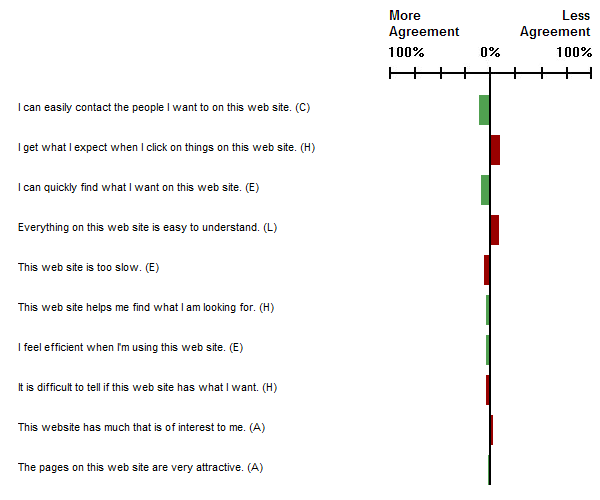 More Less
Agreement Agreement
100% 0% 100%
I can easily contact the people I want to on this web site. (C)
I get what I expect when I click on things on this web site. (H)
I can quickly find what I want on this web site. (E)
Everything on this web site is easy to understand. (L)
This web site is too slow. (E)
This web site helps me find what I am looking for. (H)
I feel efficient when I'm using this web site. (E)
It is difficult to tell if this web site has what I want. (H)
This website has much that is of interest to me. (A)
The pages on this web site are very attractive. (A)